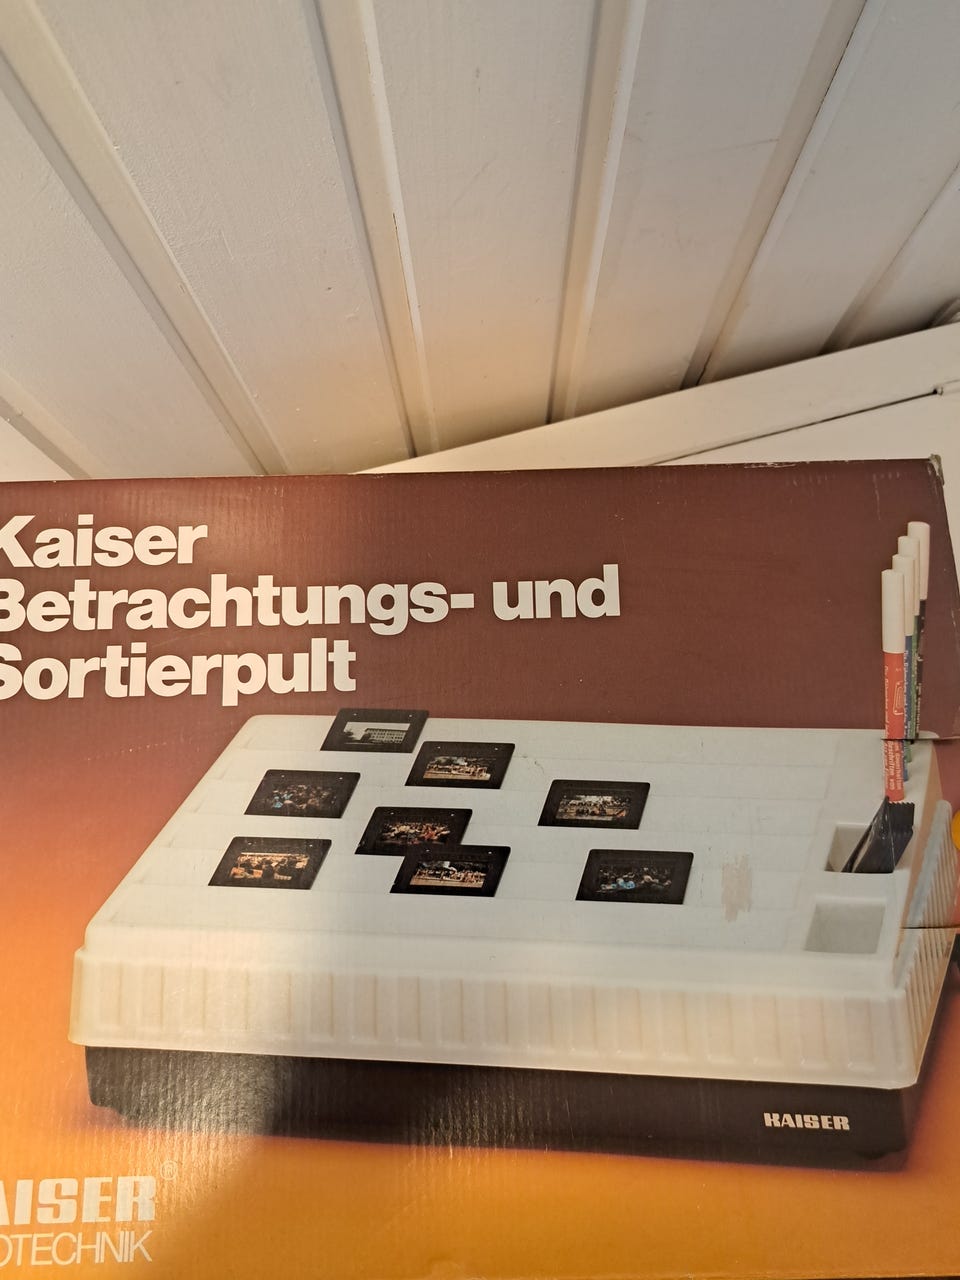 Kaiser
Betrachtungs- und
Sortierpult
KAISER
AISER®
OTECHNIK